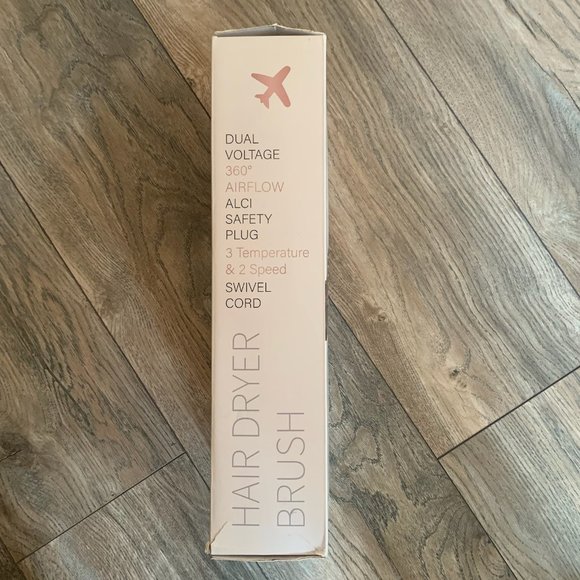 DUAL
VOLTAGE
360°
AIRFLOW
ALCI
SAFETY
PLUG
3 Temperature
& 2 Speed
SWIVEL
CORD
HAIR DRYER
BRUSH